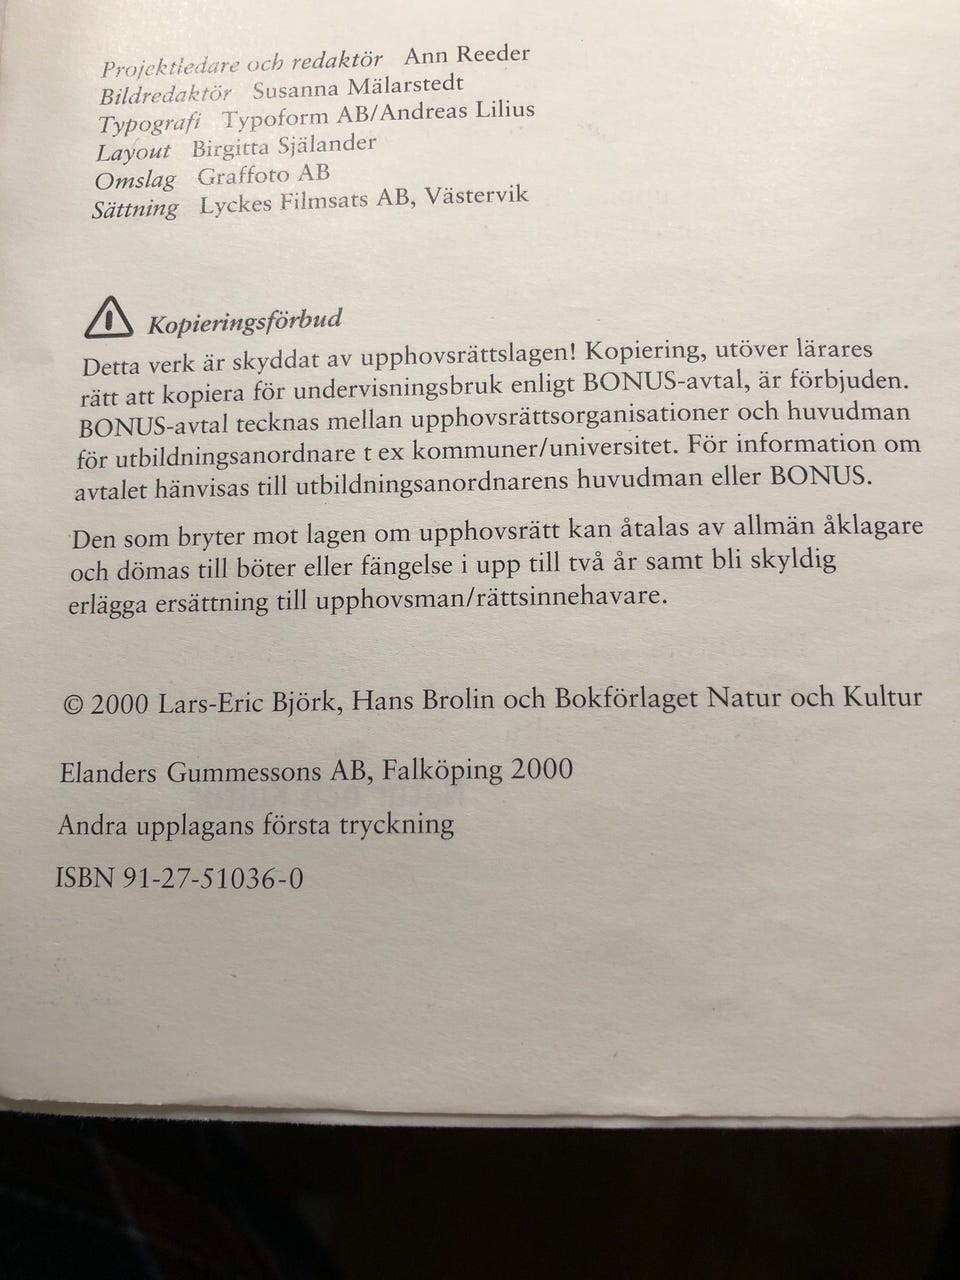 Projektledare och redaktör Ann Reeder
Bildredaktör Susanna Mälarstedt
Typografi Typoform AB/Andreas Lilius
Layout Birgitta Själander
Omslag Graffoto AB
Sättning Lyckes Filmsats AB, Västervik
Kopieringsförbud
Detta verk är skyddat av upphovsrättslagen! Kopiering, utöver lärares
rätt att kopiera för undervisningsbruk enligt BONUS-avtal, är förbjuden.
BONUS-avtal tecknas mellan upphovsrättsorganisationer och huvudman
för utbildningsanordnare t ex kommuner/universitet. För information om
avtalet hänvisas till utbildningsanordnarens huvudman eller BONUS.
Den som bryter mot lagen om upphovsrätt kan åtalas av allmän åklagare
och dömas till böter eller fängelse i upp till två år samt bli skyldig
erlägga ersättning till upphovsman/rättsinnehavare.
© 2000 Lars-Eric Björk, Hans Brolin och Bokförlaget Natur och Kultur
Elanders Gummessons AB, Falköping 2000
Andra upplagans första tryckning
ISBN 91-27-51036-0